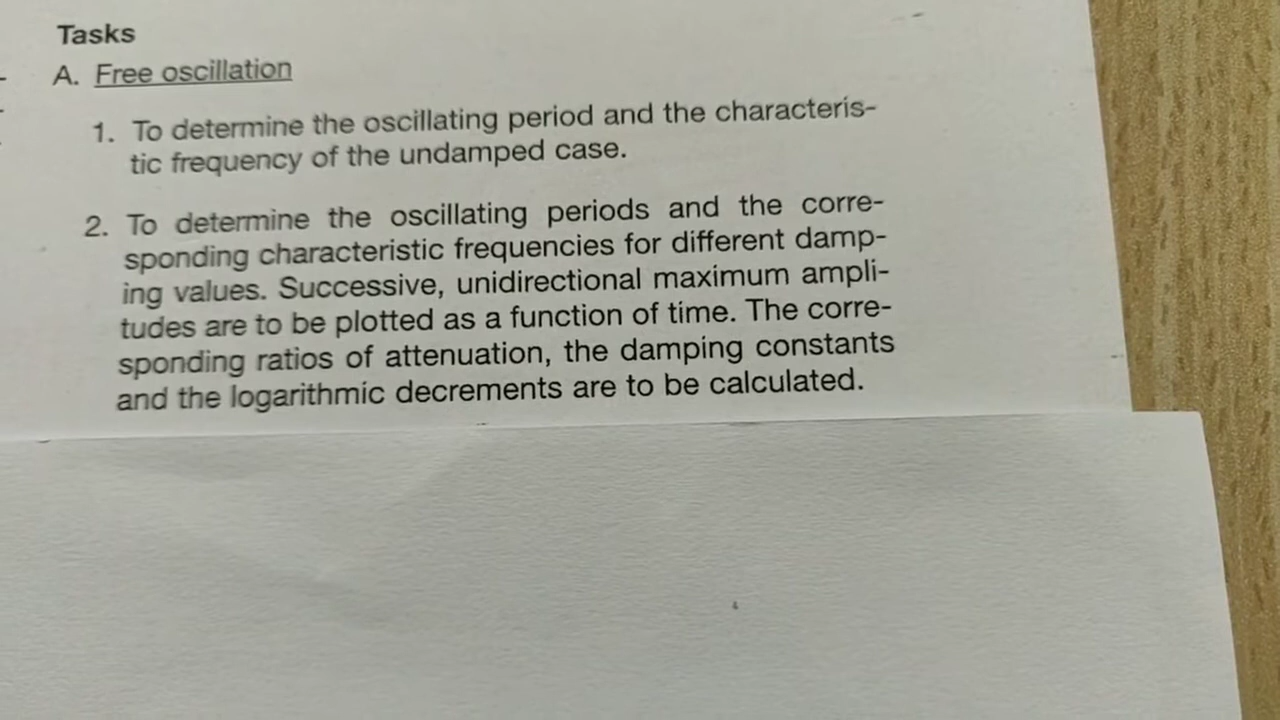 Tasks
A. Free oscillation
1. To determine the oscillating period and the characteris-
tic frequency of the undamped case.
2. To determine the oscillating periods and the corre-
sponding characteristic frequencies for different damp-
ing values. Successive, unidirectional maximum ampli-
tudes are to be plotted as a function of time. The corre-
sponding ratios of attenuation, the damping constants
and the logarithmic decrements are to be calculated.